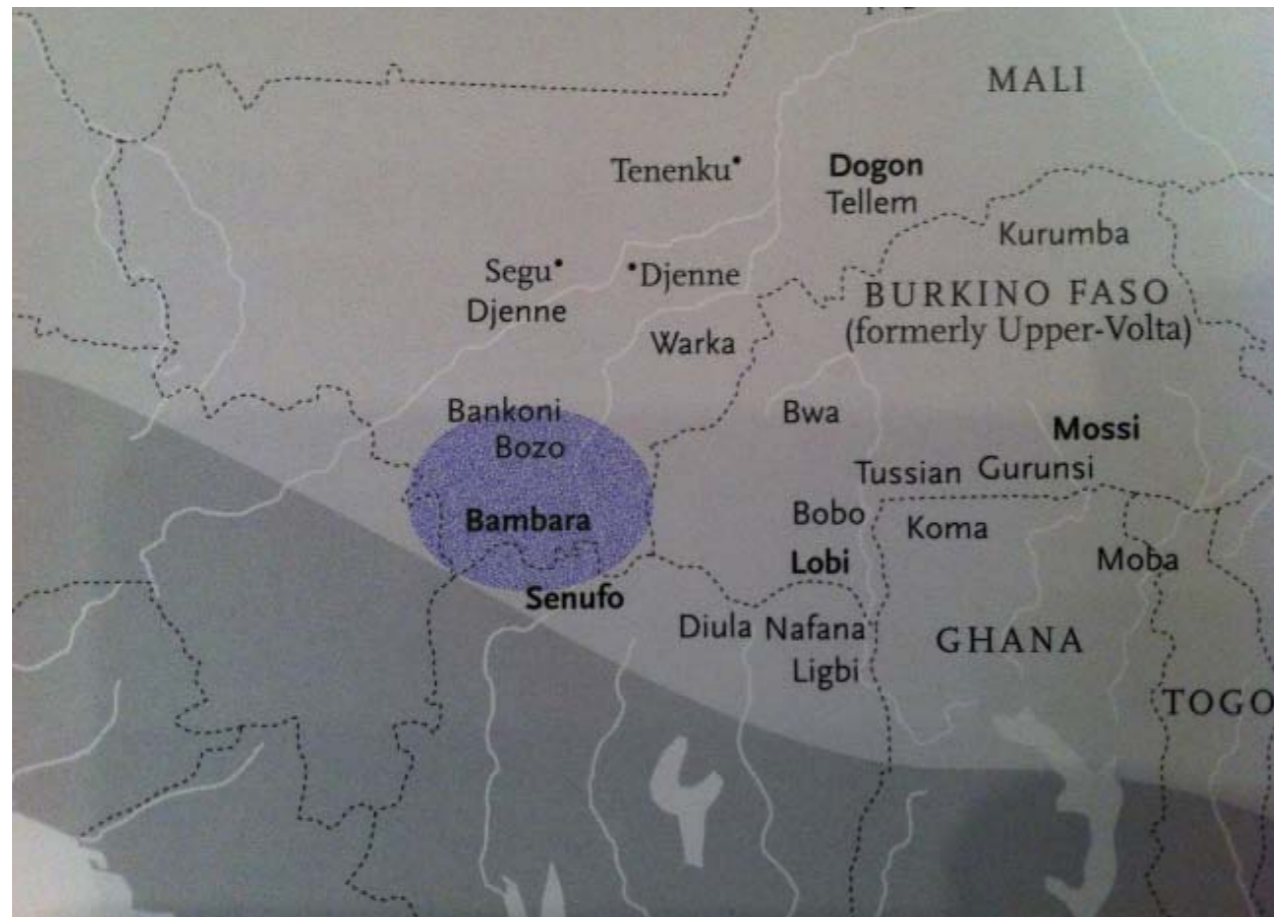 MALI
Tenenku
Dogon
Tellem
Kurumba
Segu
Djenne
Djenne
BURKINO FASO
(formerly Upper-Volta)
Warka
Bankoni
Bozo
Bwa
Mossi
Tussian
Gurunsi
Bambara
Bobo
Koma
Lobi
Moba
Senufo
Diula
Nafana
Ligbi
GHANA
TOGO